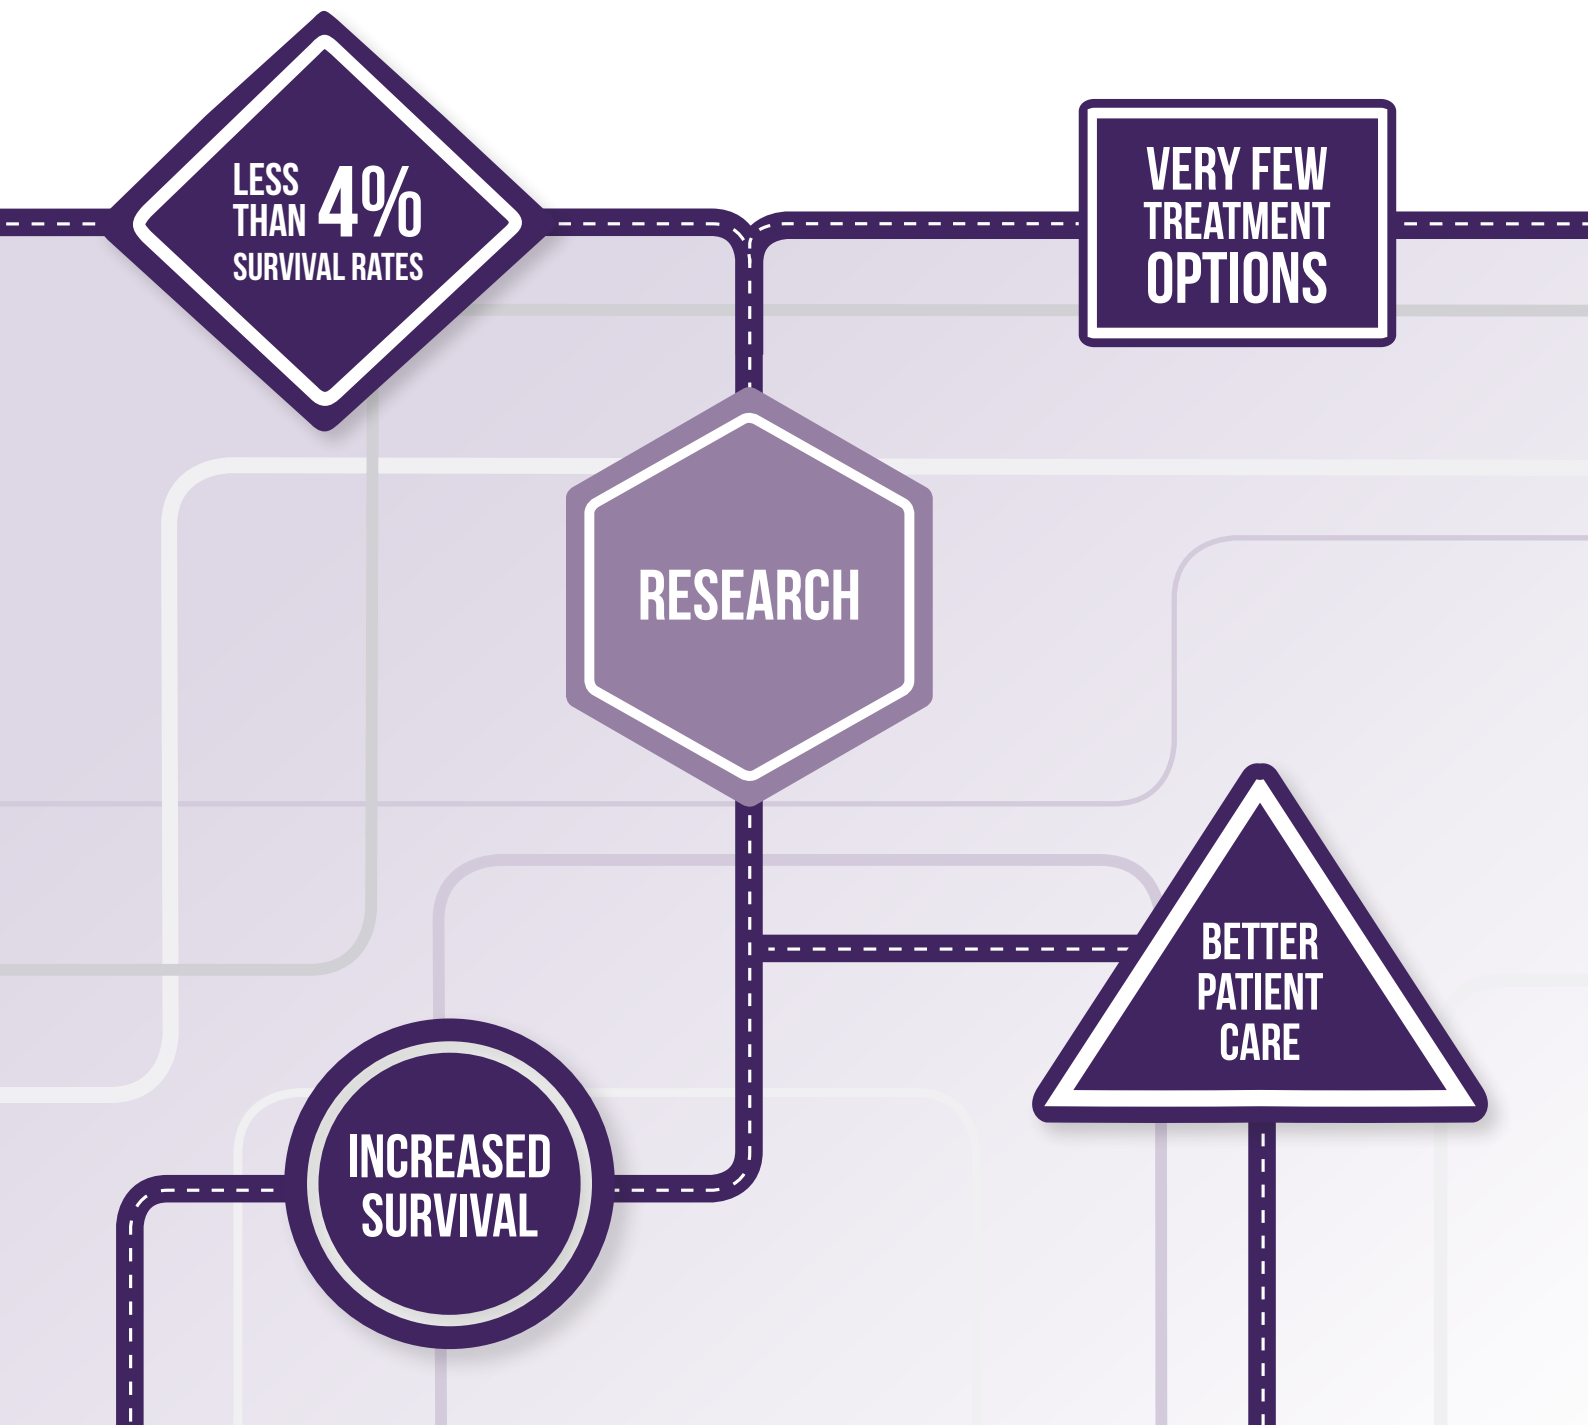 LESS
THAN 4%
SURVIVAL RATES
VERY FEW
TREATMENT
OPTIONS
RESEARCH
BETTER
PATIENT
CARE
INCREASED
SURVIVAL